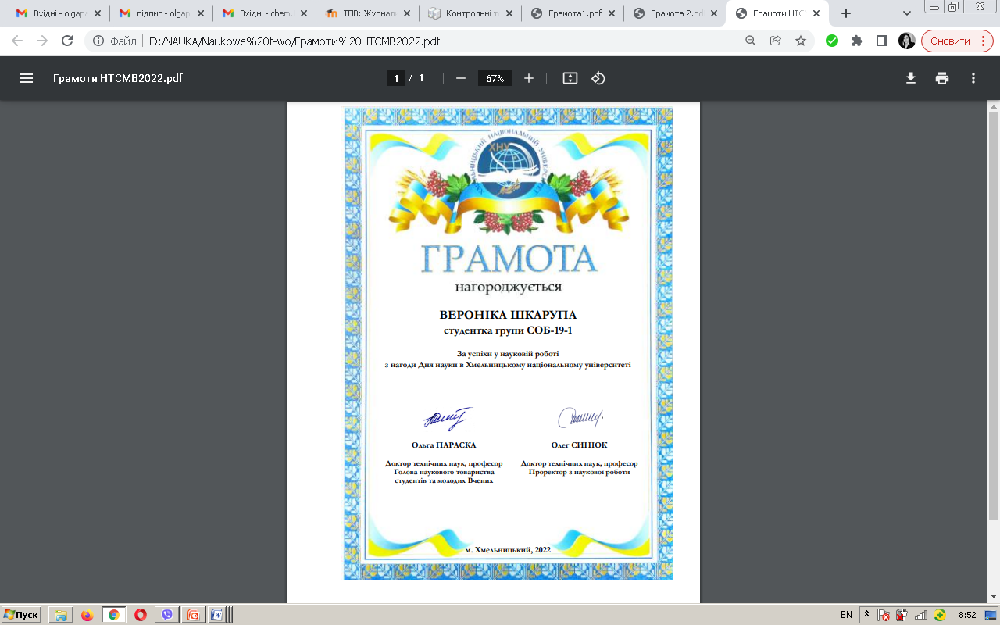 Вхідні - olgapa
підпис - olgap
Вхідні - chem.
ТПВ: Журнал
Контрольні т
Грамота1.pdf
Грамота 2.pd
Грамоти НТС
Файл
D:/NAUKA/Naukowe%20t-wo/Грамоти%20НТСМВ2022.pdf
Оновити
Грамоти НТСМВ2022.pdf
1 / 1
67%
ХНУ
ХМЕЛЬНИЦЬКИЙ НАЦІОНАЛЬНИЙ УНІВЕРСИТЕТ
ГРАМОТА
нагороджується
ВЕРОНІКА ШКАРУПА
студентка групи СОБ-19-1
За успіхи у науковій роботі
з нагоди Дня науки в Хмельницькому національному університеті
Ольга ПАРАСКА
Доктор технічних наук, професор
Голова наукового товариства
студентів та молодих Вчених
Олег СИНЮК
Доктор технічних наук, професор
Проректор з наукової роботи
м. Хмельницький, 2022
Пуск
EN
8:52